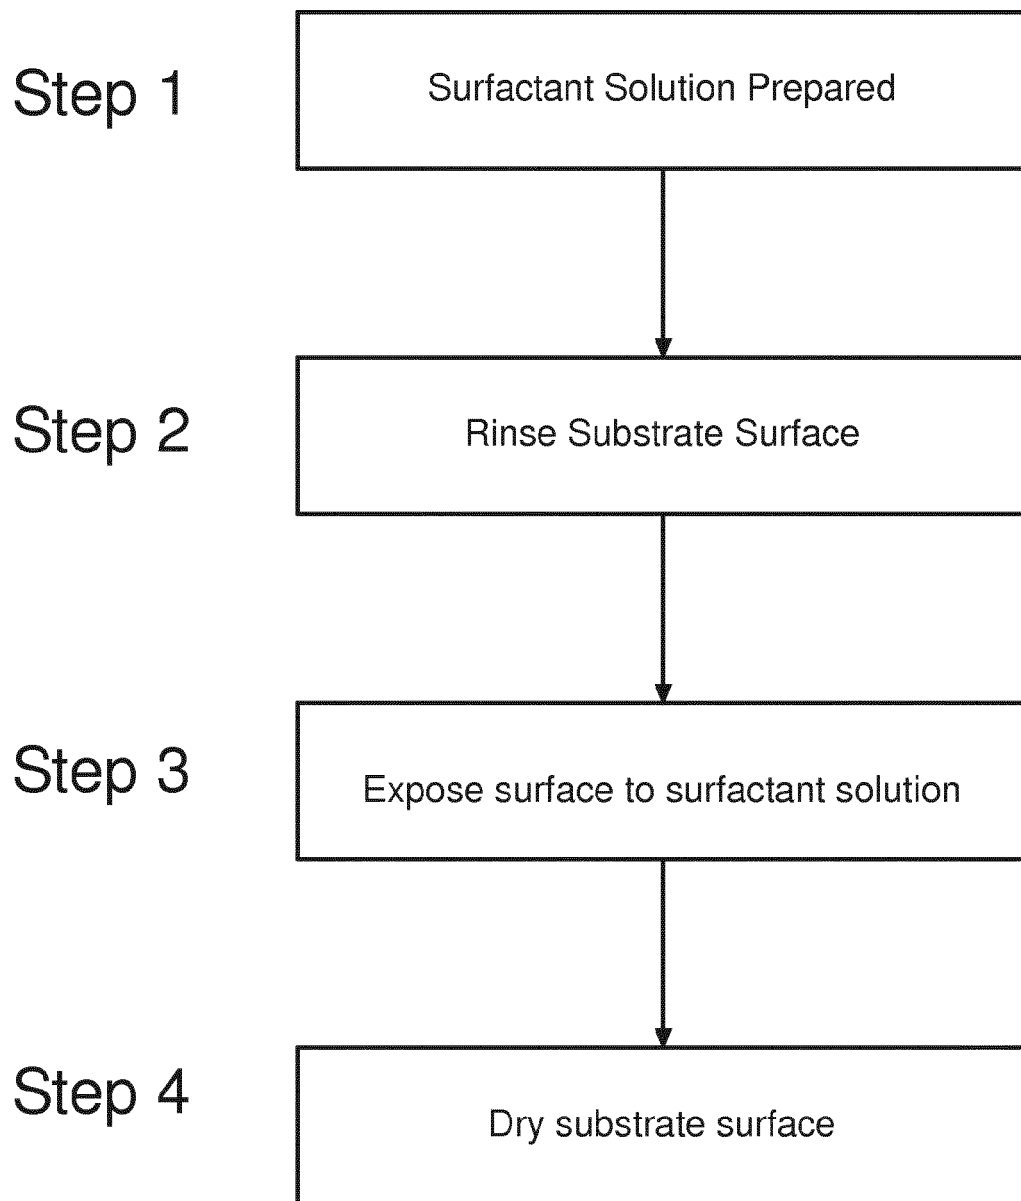 Step 1
Surfactant Solution Prepared
Step 2
Rinse Substrate Surface
Step 3
Expose surface to surfactant solution
Step 4
Dry substrate surface